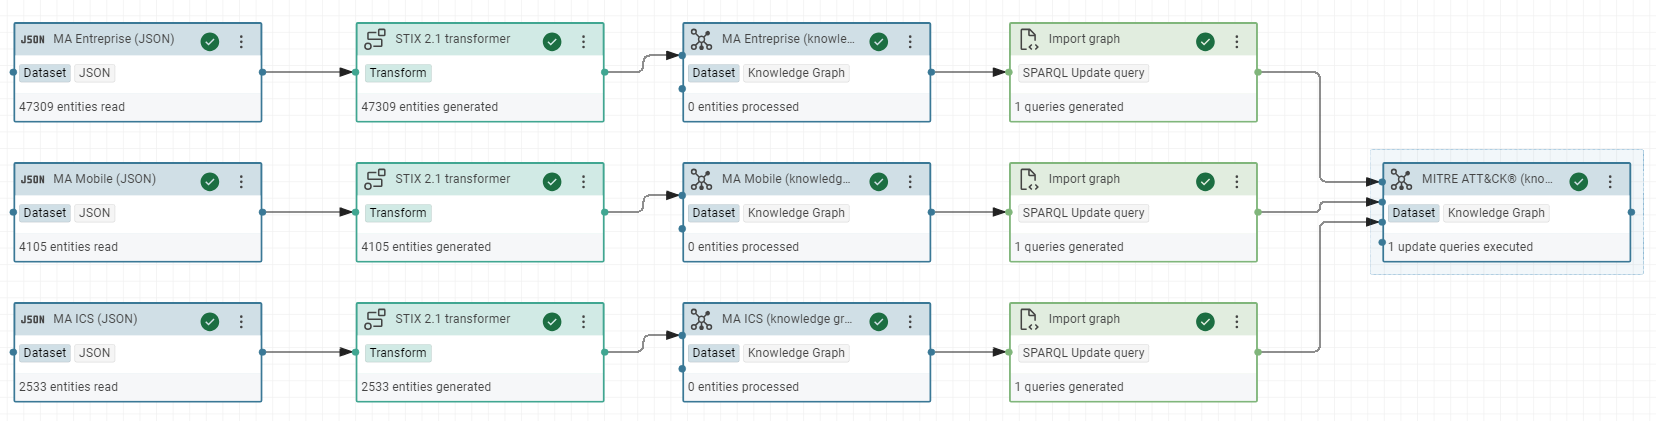 JSON MA Entreprise (JSON)
Dataset JSON
47309 entities read
STIX 2.1 transformer
Transform
47309 entities generated
MA Entreprise (knowle...
Dataset Knowledge Graph
0 entities processed
Import graph
SPARQL Update query
1 queries generated
JSON MA Mobile (JSON)
Dataset JSON
4105 entities read
STIX 2.1 transformer
Transform
4105 entities generated
MA Mobile (knowledg...
Dataset Knowledge Graph
0 entities processed
Import graph
SPARQL Update query
1 queries generated
MITRE ATT&CK® (kno...
Dataset Knowledge Graph
1 update queries executed
JSON MA ICS (JSON)
Dataset JSON
2533 entities read
STIX 2.1 transformer
Transform
2533 entities generated
MA ICS (knowledge gr...
Dataset Knowledge Graph
0 entities processed
Import graph
SPARQL Update query
1 queries generated